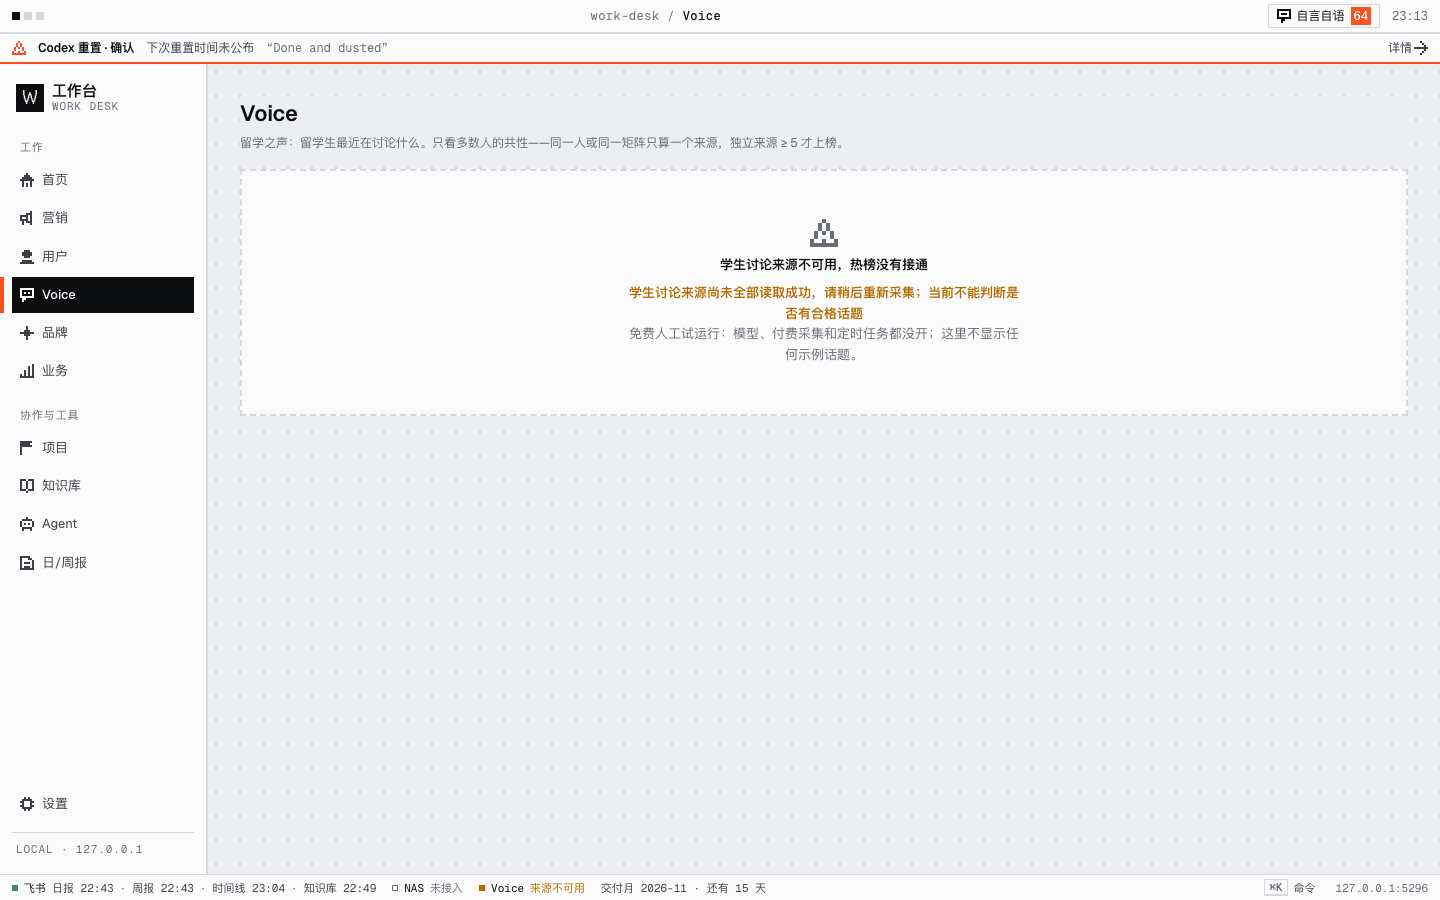 work-desk / Voice
自言自语 64
23:13
Codex 重置·确认 下次重置时间未公布 “Done and dusted”
详情
W
工作台
WORK DESK
工作
首页
营销
用户
Voice
品牌
业务
协作与工具
项目
知识库
Agent
日/周报
设置
LOCAL · 127.0.0.1
Voice
留学之声：留学生最近在讨论什么。只看多数人的共性——同一人或同一矩阵只算一个来源，独立来源 ≥ 5 才上榜。
学生讨论来源不可用，热榜没有接通
学生讨论来源尚未全部读取成功，请稍后重新采集；当前不能判断是
否有合格话题
免费人工试运行：模型、付费采集和定时任务都没开；这里不显示任
何示例话题。
飞书 日报 22:43 · 周报 22:43 · 时间线 23:04 · 知识库 22:49
NAS 未接入
Voice 来源不可用
交付月 2026-11 · 还有 15 天
⌘K 命令
127.0.0.1:5296